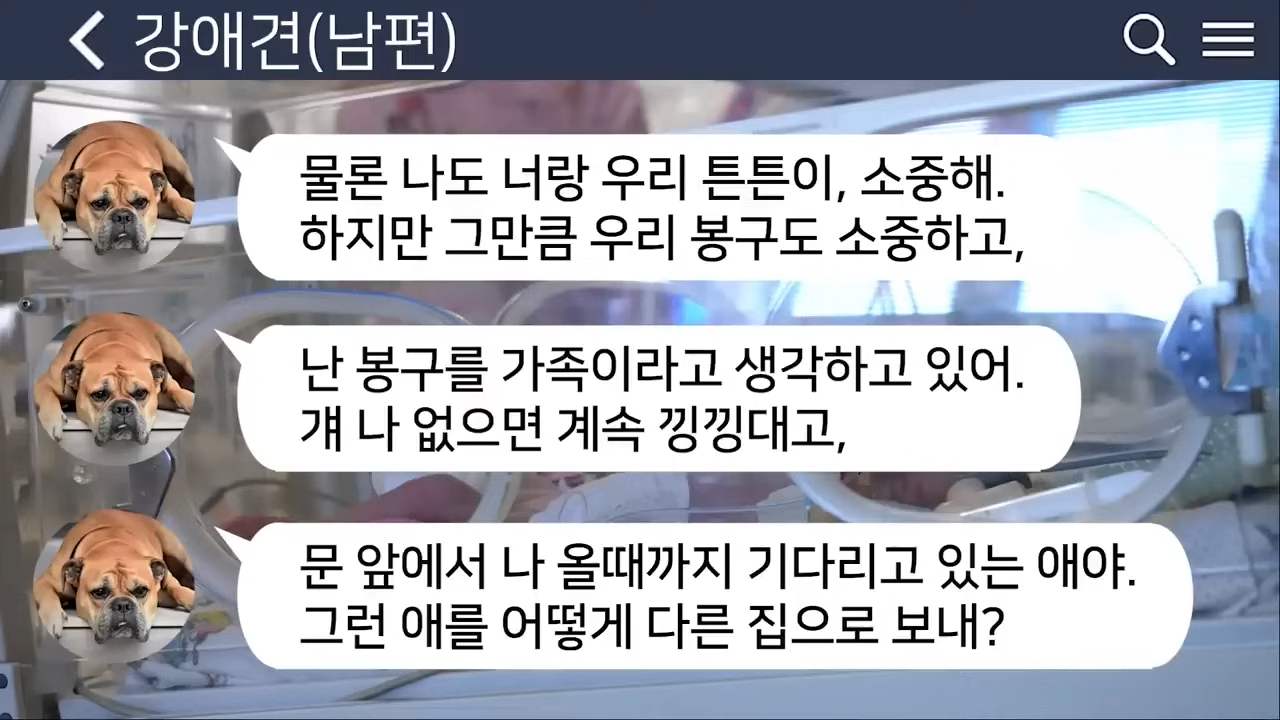 강애견(남편)
물론 나도 너랑 우리 튼튼이, 소중해.
하지만 그만큼 우리 봉구도 소중하고,
난 봉구를 가족이라고 생각하고 있어.
걔 나 없으면 계속 낑낑대고,
문 앞에서 나 올때까지 기다리고 있는 애야.
그런 애를 어떻게 다른 집으로 보내?